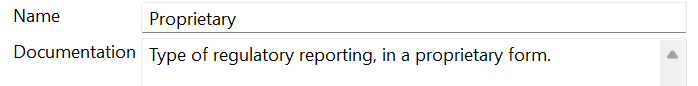 Name Proprietary
Documentation Type of regulatory reporting, in a proprietary form.